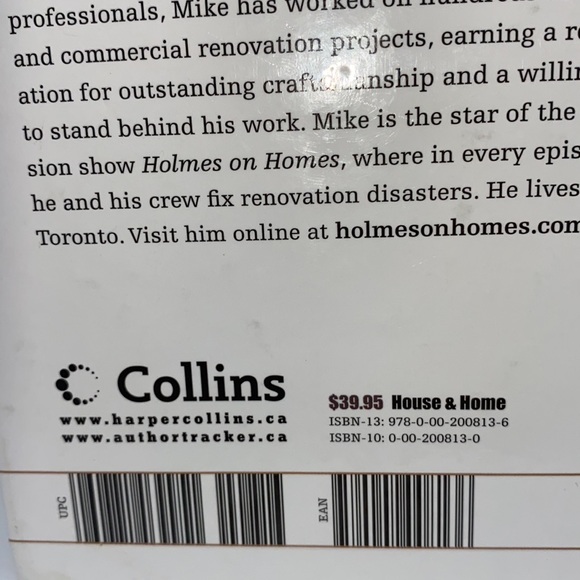 professionals, Mike has worked on
and commercial renovation projects, earning a
ation for outstanding craftsmanship and a
to stand behind his work. Mike is the star of the
sion show Holmes on Homes, where in every epis
he and his crew fix renovation disasters. He lives
Toronto. Visit him online at holmesonhomes.com
Collins
www.harpercollins.ca
www.authortracker.ca
$39.95 House & Home
ISBN-13: 978-0-00-200813-6
ISBN-10: 0-00-200813-0
UPC
EAN